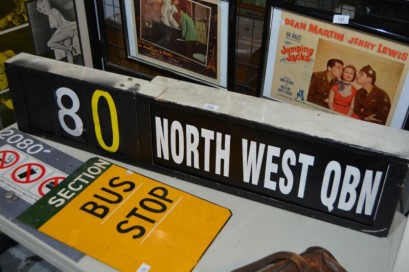 DEAN MARTIN JERRY LEWIS
Jumping Jacks
80 NORTH WEST QBN
2080°
SECTION
BUS
STOP